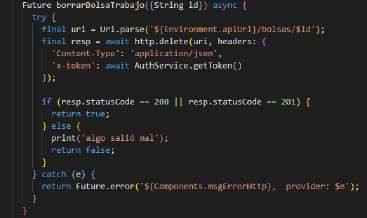 Future borrarBolsaTrabajo({String id}) async {
try {
final uri = Uri.parse('${Environment.apiUrl}/bolsas/$id');
final resp = await http.delete(uri, headers: {
'Content-Type': 'application/json',
'x-token': await AuthService.getToken()
});
if (resp.statusCode == 200 || resp.statusCode == 201) {
return true;
} else {
print('algo salió mal');
return false;
}
} catch (e) {
return Future.error('${Components.msgErrorHttp}, provider: $e');
}
}